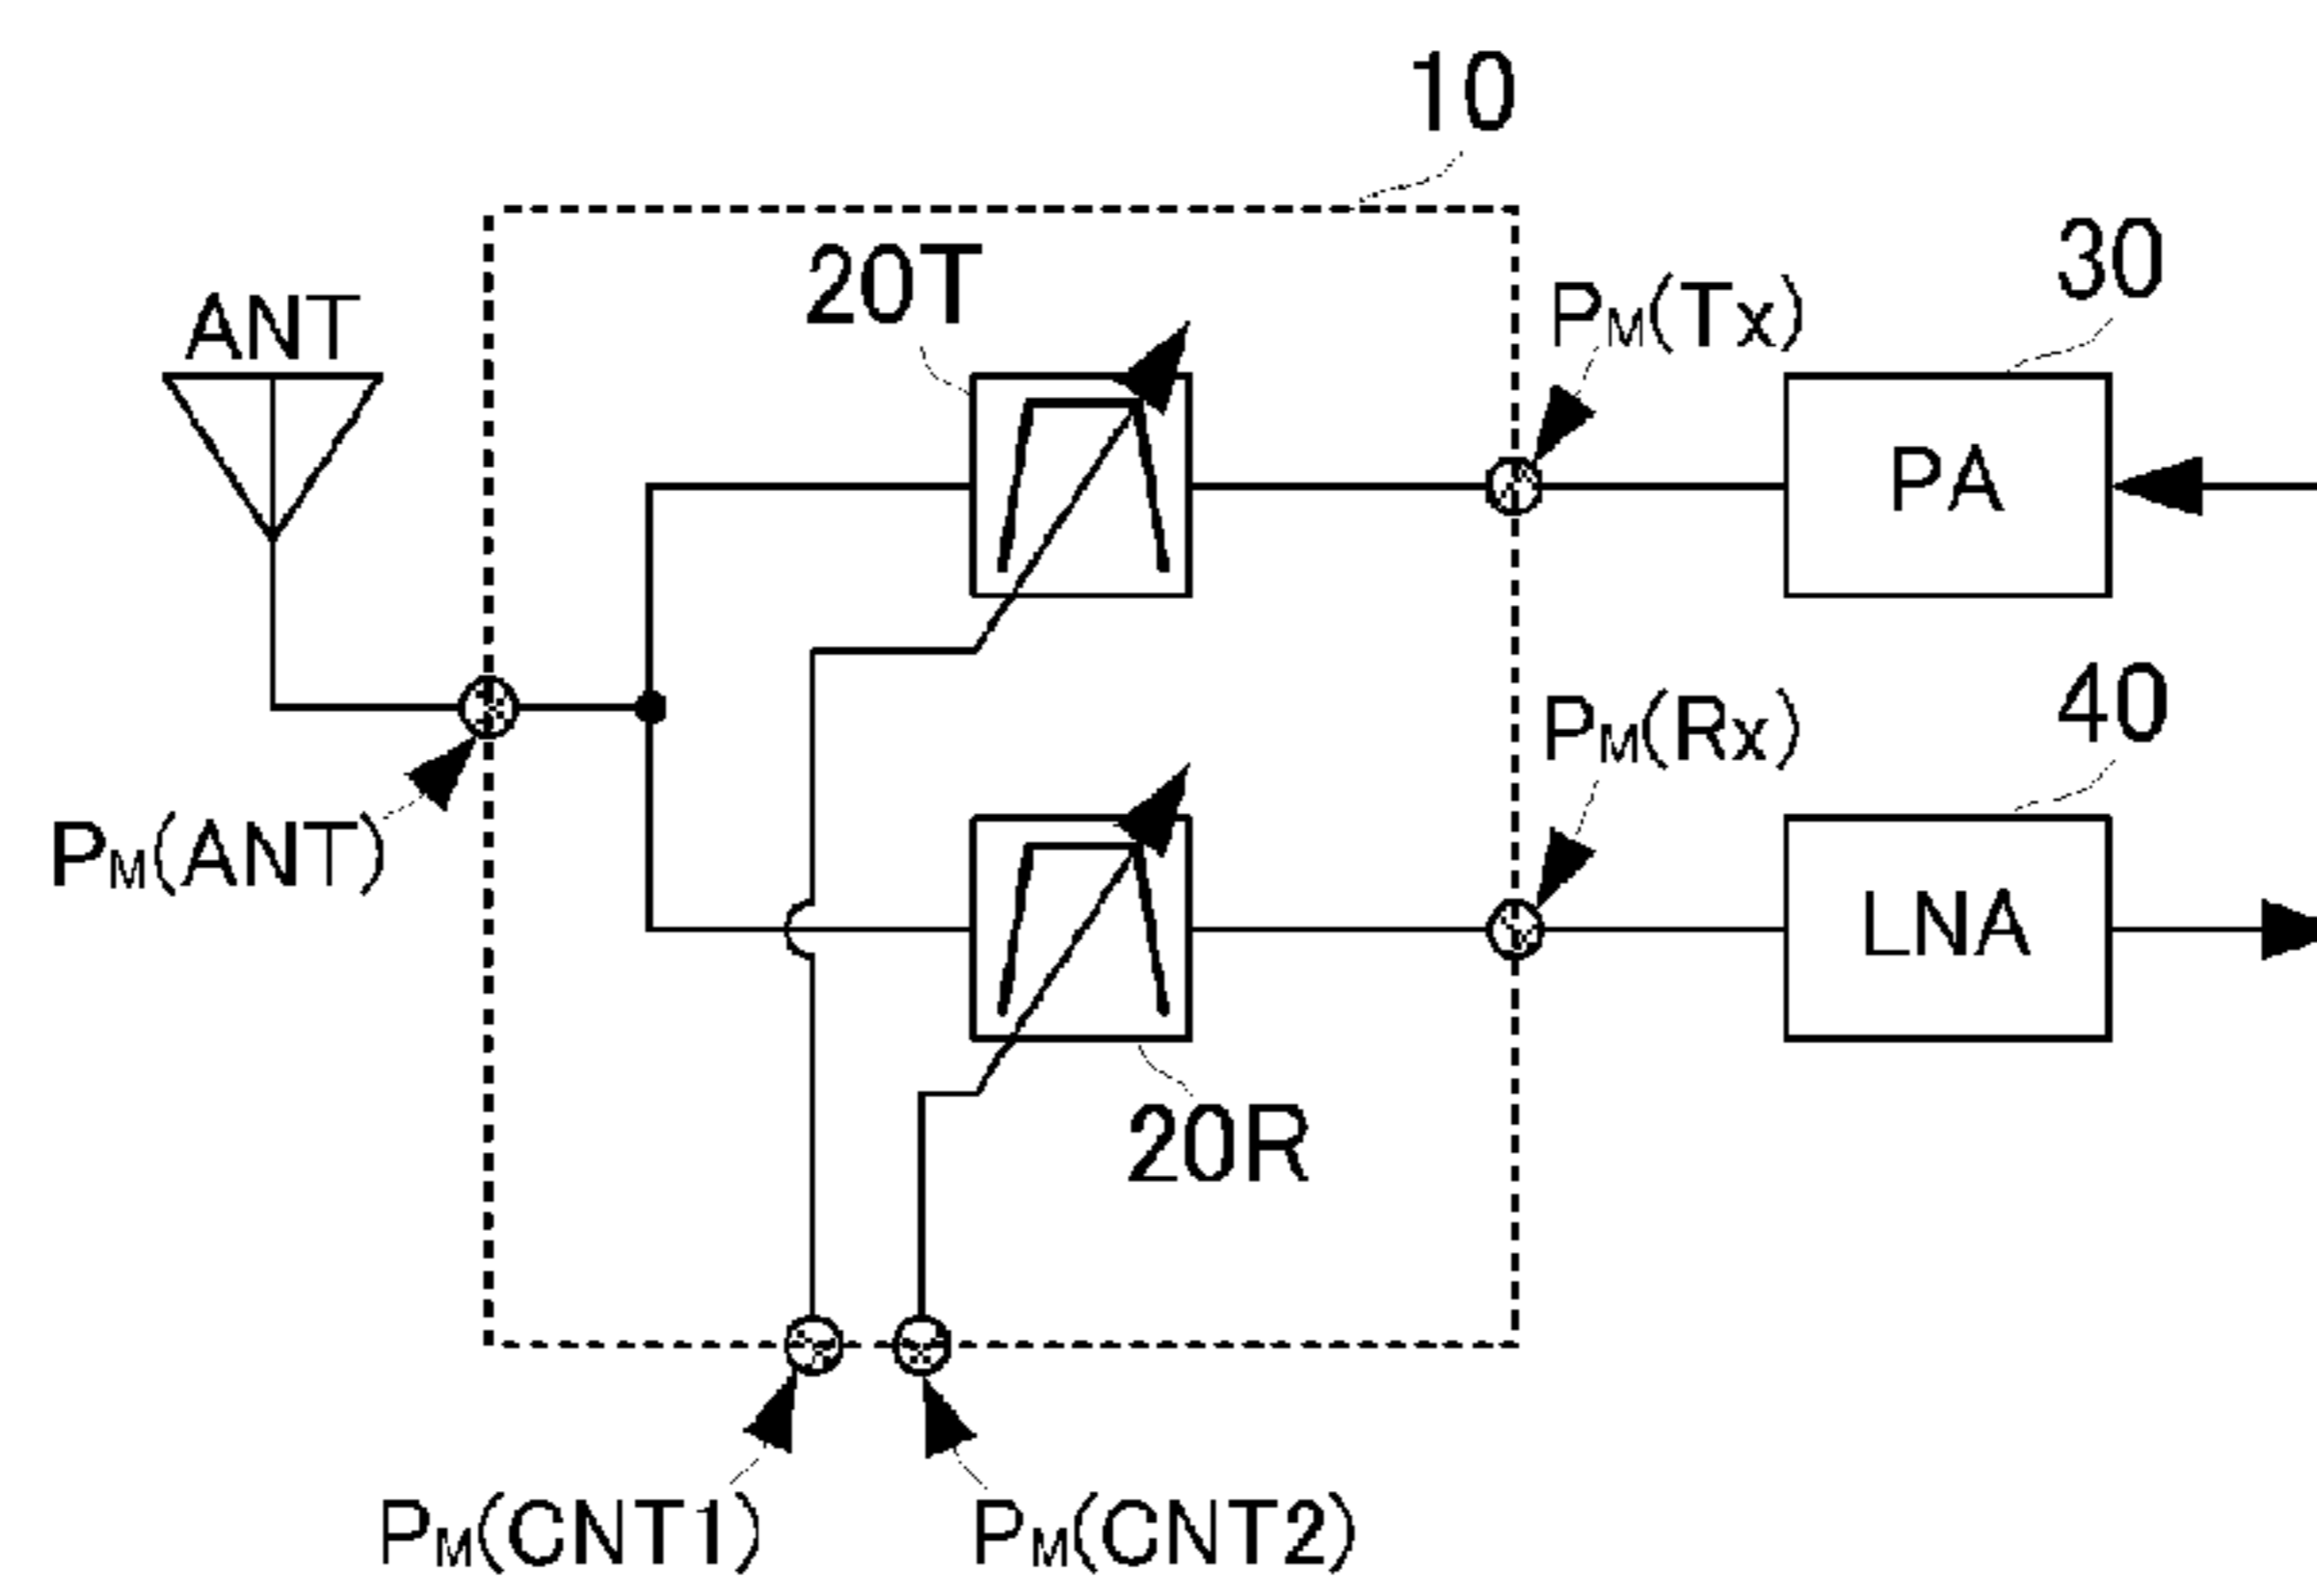 10
20T
30
ANT
PM(Tx)
PA
40
PM(Rx)
PM(ANT)
LNA
20R
PM(CNT1)
PM(CNT2)